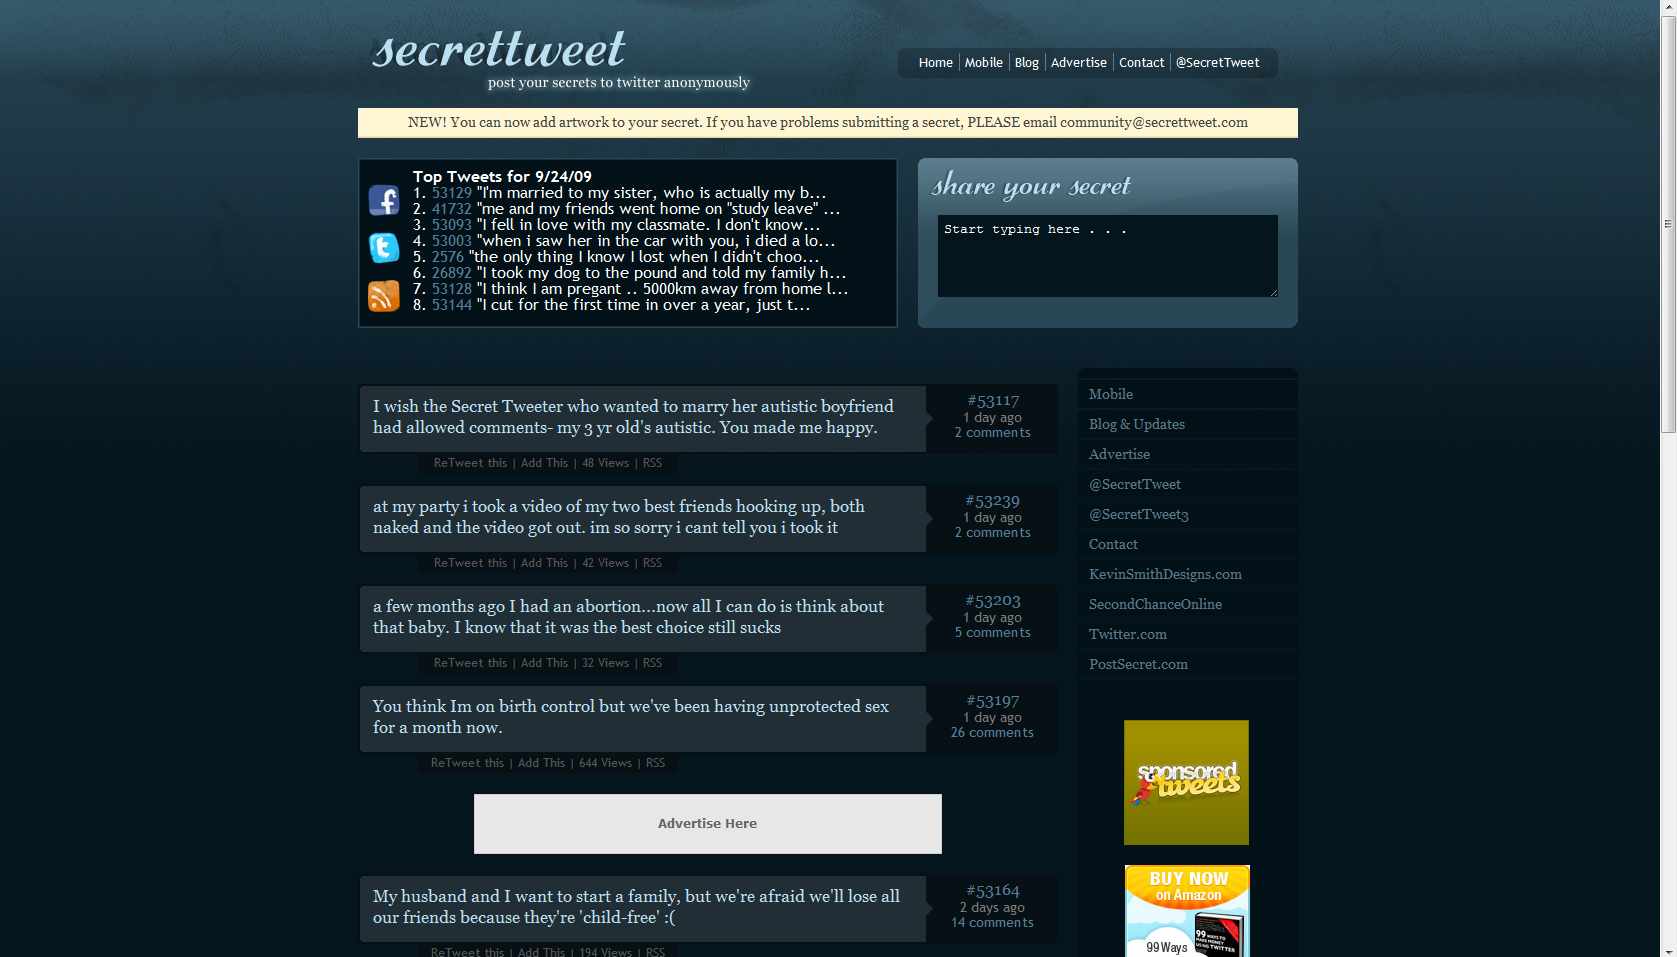 secrettweet
post your secrets to twitter anonymously
Home | Mobile | Blog | Advertise | Contact | @SecretTweet
NEW! You can now add artwork to your secret. If you have problems submitting a secret, PLEASE email community@secrettweet.com
Top Tweets for 9/24/09
1. 53129 "I'm married to my sister, who is actually my b...
2. 41732 "me and my friends went home on "study leave" ...
3. 53093 "I fell in love with my classmate. I don't know...
4. 53003 "when i saw her in the car with you, i died a lo...
5. 2576 "the only thing I know I lost when I didn't choo...
6. 26892 "I took my dog to the pound and told my family h...
7. 53128 "I think I am pregant .. 5000km away from home l...
8. 53144 "I cut for the first time in over a year, just t...
share your secret
Start typing here . . .
I wish the Secret Tweeter who wanted to marry her autistic boyfriend
had allowed comments- my 3 yr old's autistic. You made me happy.
#53117
1 day ago
2 comments
ReTweet this | Add This | 48 Views | RSS
at my party i took a video of my two best friends hooking up, both
naked and the video got out. im so sorry i cant tell you i took it
#53239
1 day ago
2 comments
ReTweet this | Add This | 42 Views | RSS
a few months ago I had an abortion...now all I can do is think about
that baby. I know that it was the best choice still sucks
#53203
1 day ago
5 comments
ReTweet this | Add This | 32 Views | RSS
You think Im on birth control but we've been having unprotected sex
for a month now.
#53197
1 day ago
26 comments
ReTweet this | Add This | 644 Views | RSS
Advertise Here
My husband and I want to start a family, but we're afraid we'll lose all
our friends because they're 'child-free' :(
#53164
2 days ago
14 comments
ReTweet this | Add This | 194 Views | RSS
Mobile
Blog & Updates
Advertise
@SecretTweet
@SecretTweet3
Contact
KevinSmithDesigns.com
SecondChanceOnline
Twitter.com
PostSecret.com
sponsored
tweets
BUY NOW
on Amazon
99 Ways
99 WAYS TO
MAKE MONEY
USING TWITTER